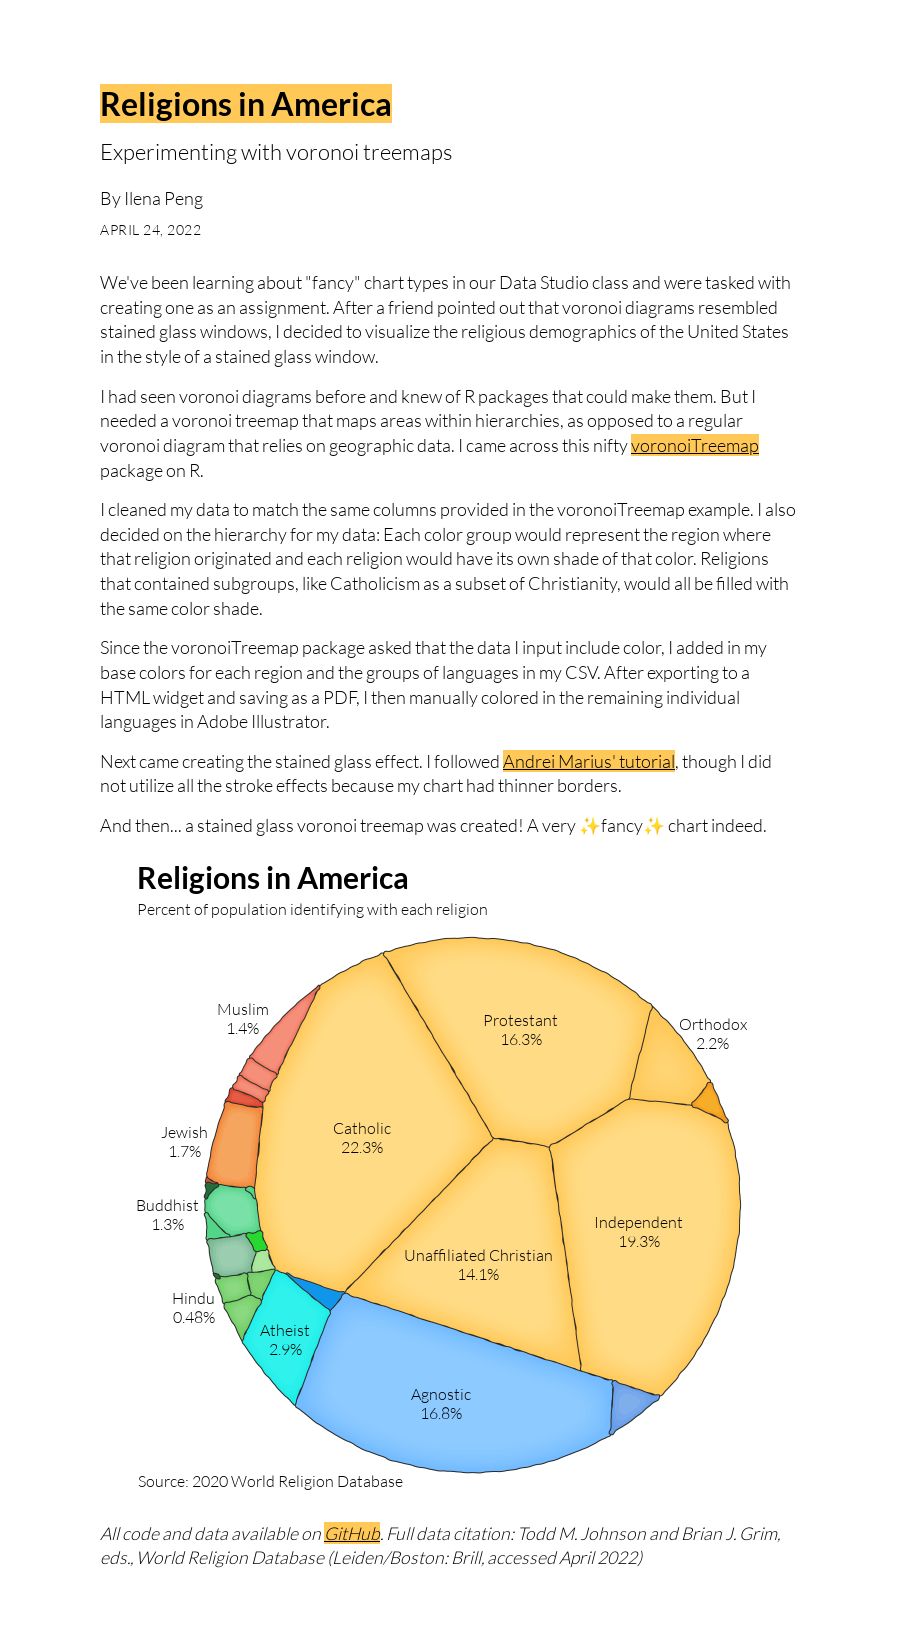 Religions in America
Experimenting with voronoi treemaps
By Ilena Peng
APRIL 24, 2022
We've been learning about "fancy" chart types in our Data Studio class and were tasked with
creating one as an assignment. After a friend pointed out that voronoi diagrams resembled
stained glass windows, I decided to visualize the religious demographics of the United States
in the style of a stained glass window.
I had seen voronoi diagrams before and knew of R packages that could make them. But I
needed a voronoi treemap that maps areas within hierarchies, as opposed to a regular
voronoi diagram that relies on geographic data. I came across this nifty voronoiTreemap
package on R.
I cleaned my data to match the same columns provided in the voronoiTreemap example. I also
decided on the hierarchy for my data: Each color group would represent the region where
that religion originated and each religion would have its own shade of that color. Religions
that contained subgroups, like Catholicism as a subset of Christianity, would all be filled with
the same color shade.
Since the voronoiTreemap package asked that the data I input include color, I added in my
base colors for each region and the groups of languages in my CSV. After exporting to a
HTML widget and saving as a PDF, I then manually colored in the remaining individual
languages in Adobe Illustrator.
Next came creating the stained glass effect. I followed Andrei Marius' tutorial, though I did
not utilize all the stroke effects because my chart had thinner borders.
And then... a stained glass voronoi treemap was created! A very ✨fancy✨ chart indeed.
Religions in America
Percent of population identifying with each religion
Muslim
1.4%
Protestant
16.3%
Orthodox
2.2%
Catholic
22.3%
Jewish
1.7%
Buddhist
1.3%
Independent
19.3%
Unaffiliated Christian
14.1%
Hindu
0.48%
Atheist
2.9%
Agnostic
16.8%
Source: 2020 World Religion Database
All code and data available on GitHub. Full data citation: Todd M. Johnson and Brian J. Grim,
eds., World Religion Database (Leiden/Boston: Brill, accessed April 2022)